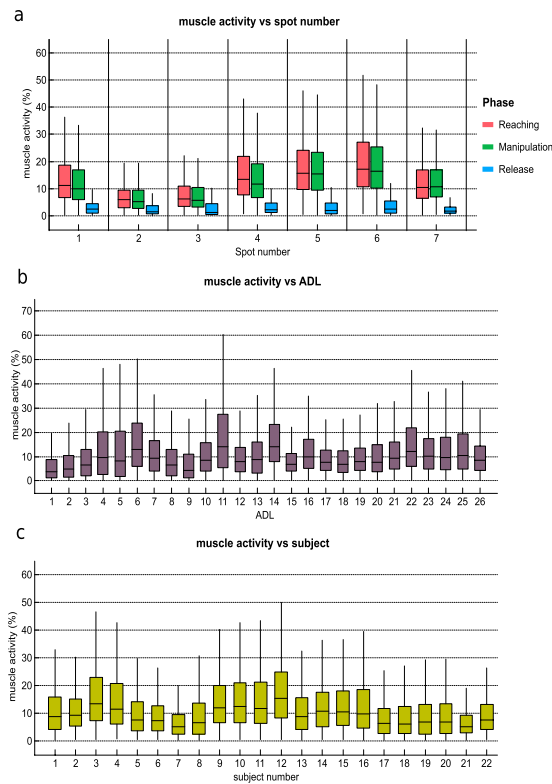 a
muscle activity vs spot number
muscle activity (%)
60
50
40
30
20
10
0
1 2 3 4 5 6 7
Spot number
Phase
Reaching
Manipulation
Release
b
muscle activity vs ADL
muscle activity (%)
70
60
50
40
30
20
10
0
1 2 3 4 5 6 7 8 9 10 11 12 13 14 15 16 17 18 19 20 21 22 23 24 25 26
ADL
c
muscle activity vs subject
muscle activity (%)
60
50
40
30
20
10
0
1 2 3 4 5 6 7 8 9 10 11 12 13 14 15 16 17 18 19 20 21 22
subject number